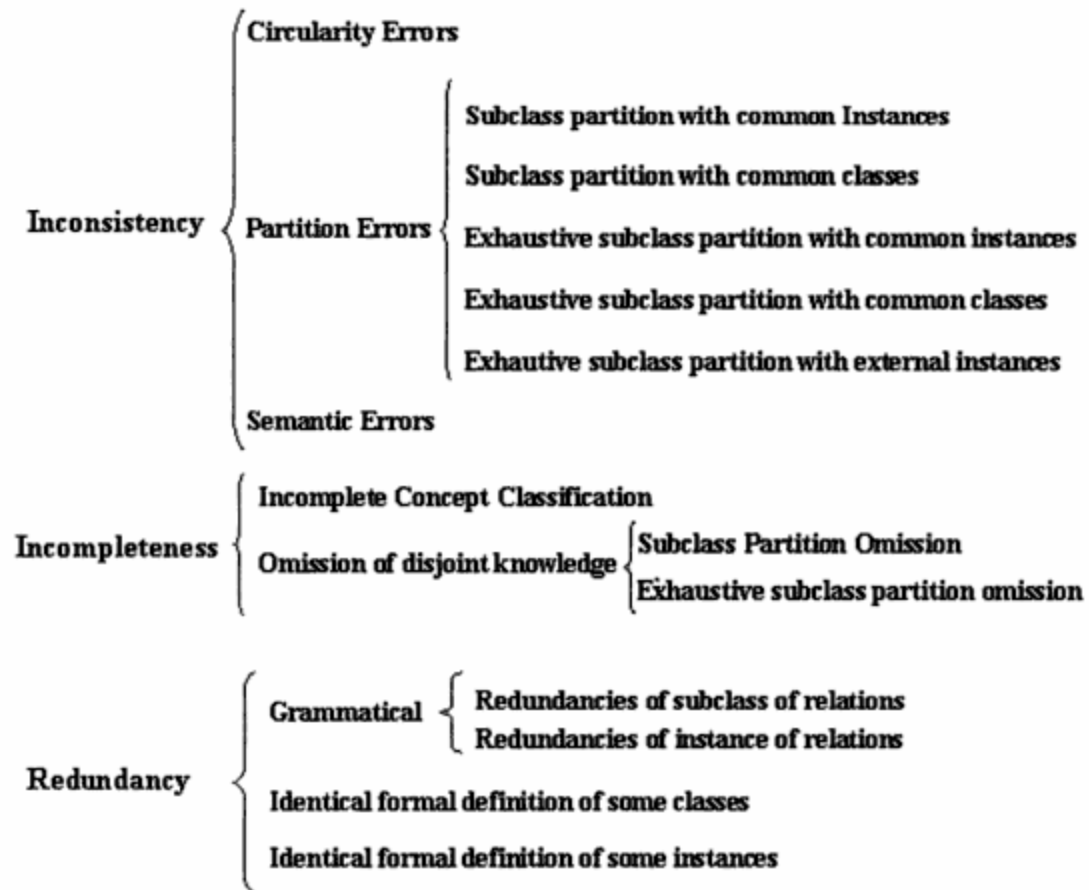 Circularity Errors
Subclass partition with common Instances
Subclass partition with common classes
Inconsistency
Partition Errors
Exhaustive subclass partition with common instances
Exhaustive subclass partition with common classes
Exhautive subclass partition with external instances
Semantic Errors
Incomplete Concept Classification
Incompleteness
Omission of disjoint knowledge
Subclass Partition Omission
Exhaustive subclass partition omission
Grammatical
Redundancies of subclass of relations
Redundancies of instance of relations
Redundancy
Identical formal definition of some classes
Identical formal definition of some instances